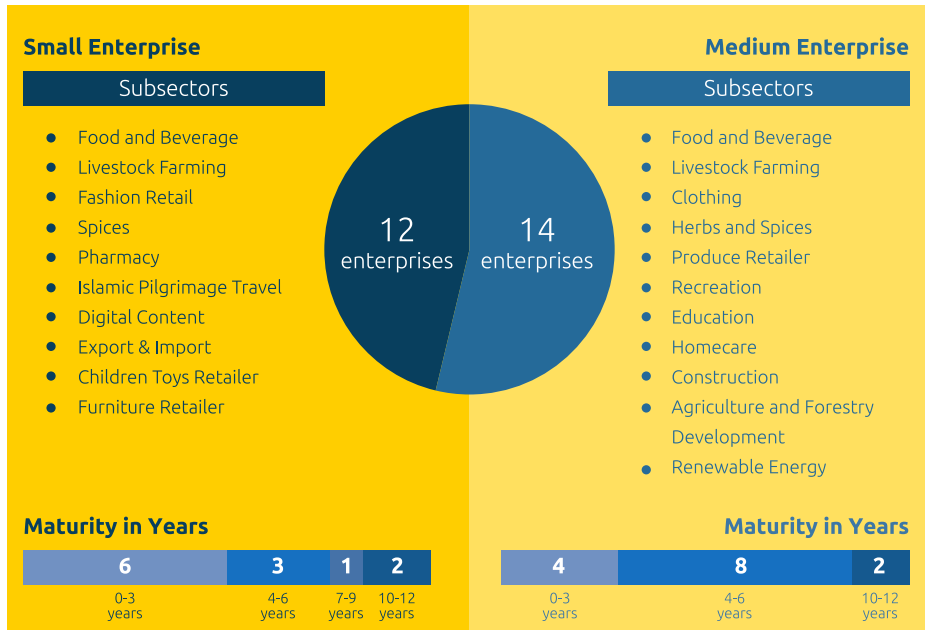 Small Enterprise
Subsectors
Food and Beverage
Livestock Farming
Fashion Retail
Spices
Pharmacy
Islamic Pilgrimage Travel
Digital Content
Export & Import
Children Toys Retailer
Furniture Retailer
12
enterprises
14
enterprises
Medium Enterprise
Subsectors
Food and Beverage
Livestock Farming
Clothing
Herbs and Spices
Produce Retailer
Recreation
Education
Homecare
Construction
Agriculture and Forestry
Development
Renewable Energy
Maturity in Years
6 3 1 2
0-3 4-6 7-9 10-12
years years years years
Maturity in Years
4 8 2
0-3 4-6 10-12
years years years